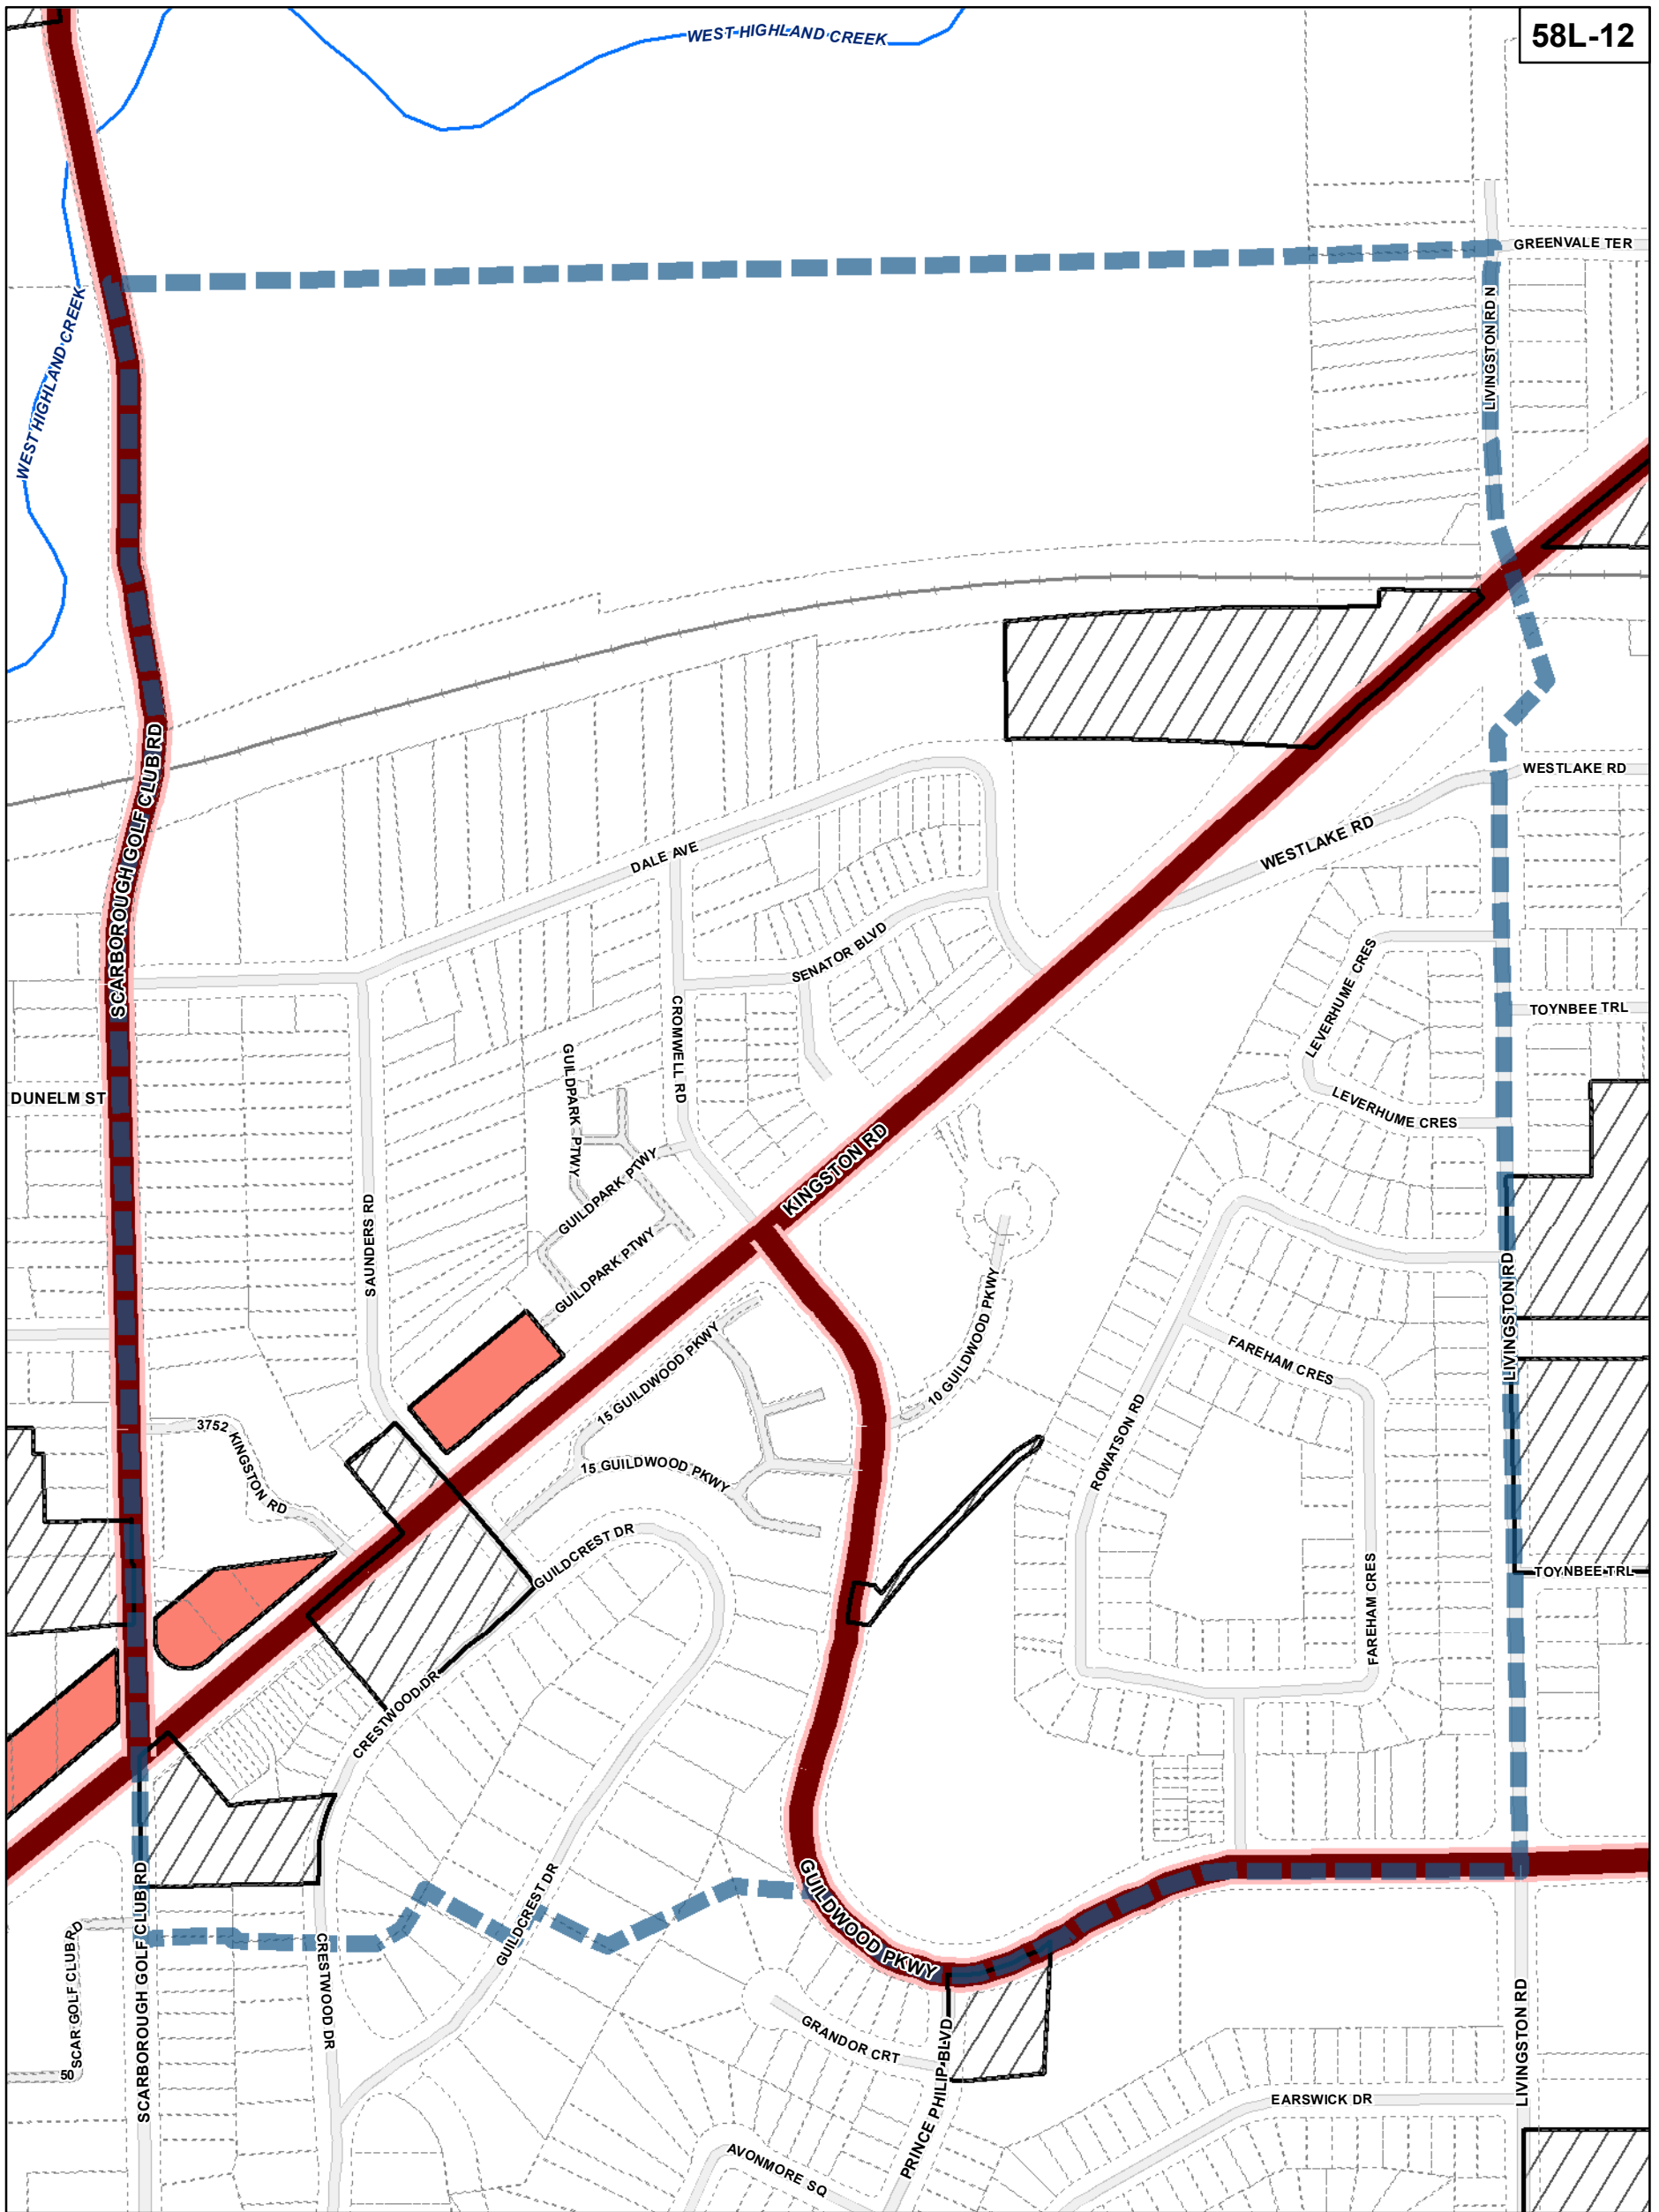 58L-12
WEST HIGHLAND CREEK
GREENVALE TER
WEST HIGHLAND CREEK
LIVINGSTON RD N
SCARBOROUGH GOLF CLUB RD
WESTLAKE RD
WESTLAKE RD
DALE AVE
SENATOR BLVD
LEVERHUME CRES
TOYNBEE TRL
CROMWELL RD
GUILDPARK PTWY
DUNELM ST
LEVERHUME CRES
KINGSTON RD
GUILDPARK PTWY
SAUNDERS RD
GUILDPARK PTWY
LIVINGSTON RD
10 GUILDWOOD PKWY
15 GUILDWOOD PKWY
FAREHAM CRES
ROWATSON RD
3752 KINGSTON RD
15 GUILDWOOD PKWY
GUILDCREST DR
TOYNBEE TRL
FAREHAM CRES
CRESTWOOD DR
GUILDWOOD PKWY
SCARBOROUGH GOLF CLUB RD
GUILDCREST DR
CRESTWOOD DR
50 SCAR GOLF CLUB RD
GRANDOR CRT
PRINCE PHILIP BLVD
LIVINGSTON RD
EARSWICK DR
AVONMORE SQ